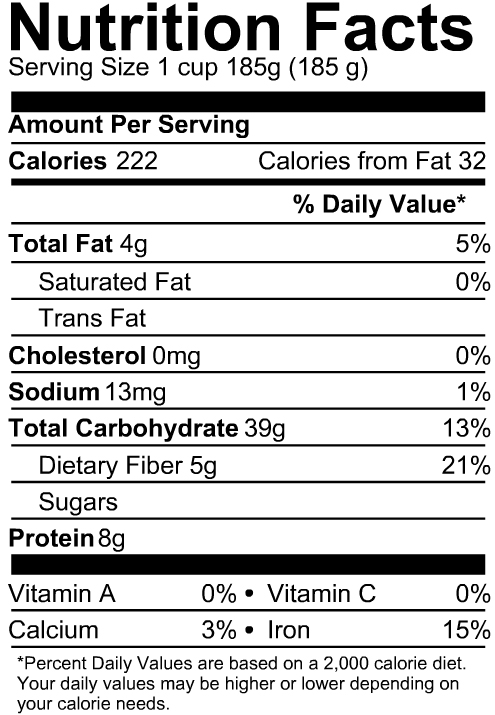 Nutrition Facts
Serving Size 1 cup 185g (185 g)
Amount Per Serving
Calories 222 Calories from Fat 32
% Daily Value*
Total Fat 4g 5%
Saturated Fat 0%
Trans Fat
Cholesterol 0mg 0%
Sodium 13mg 1%
Total Carbohydrate 39g 13%
Dietary Fiber 5g 21%
Sugars
Protein 8g
Vitamin A 0% • Vitamin C 0%
Calcium 3% • Iron 15%
*Percent Daily Values are based on a 2,000 calorie diet.
Your daily values may be higher or lower depending on
your calorie needs.